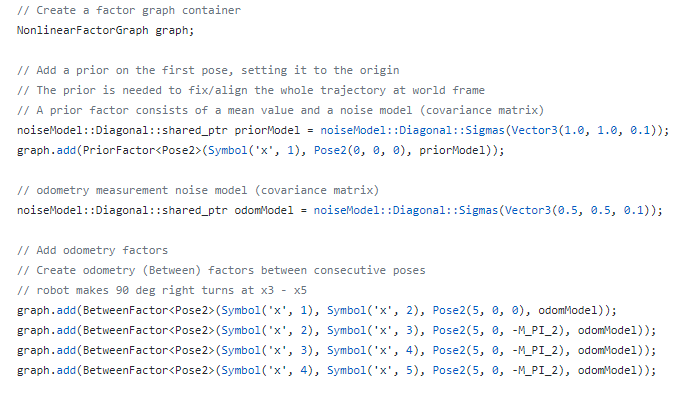 // Create a factor graph container
NonlinearFactorGraph graph;
// Add a prior on the first pose, setting it to the origin
// The prior is needed to fix/align the whole trajectory at world frame
// A prior factor consists of a mean value and a noise model (covariance matrix)
noiseModel::Diagonal::shared_ptr priorModel = noiseModel::Diagonal::Sigmas(Vector3(1.0, 1.0, 0.1));
graph.add(PriorFactor<Pose2>(Symbol('x', 1), Pose2(0, 0, 0), priorModel));
// odometry measurement noise model (covariance matrix)
noiseModel::Diagonal::shared_ptr odomModel = noiseModel::Diagonal::Sigmas(Vector3(0.5, 0.5, 0.1));
// Add odometry factors
// Create odometry (Between) factors between consecutive poses
// robot makes 90 deg right turns at x3 - x5
graph.add(BetweenFactor<Pose2>(Symbol('x', 1), Symbol('x', 2), Pose2(5, 0, 0), odomModel));
graph.add(BetweenFactor<Pose2>(Symbol('x', 2), Symbol('x', 3), Pose2(5, 0, -M_PI_2), odomModel));
graph.add(BetweenFactor<Pose2>(Symbol('x', 3), Symbol('x', 4), Pose2(5, 0, -M_PI_2), odomModel));
graph.add(BetweenFactor<Pose2>(Symbol('x', 4), Symbol('x', 5), Pose2(5, 0, -M_PI_2), odomModel));